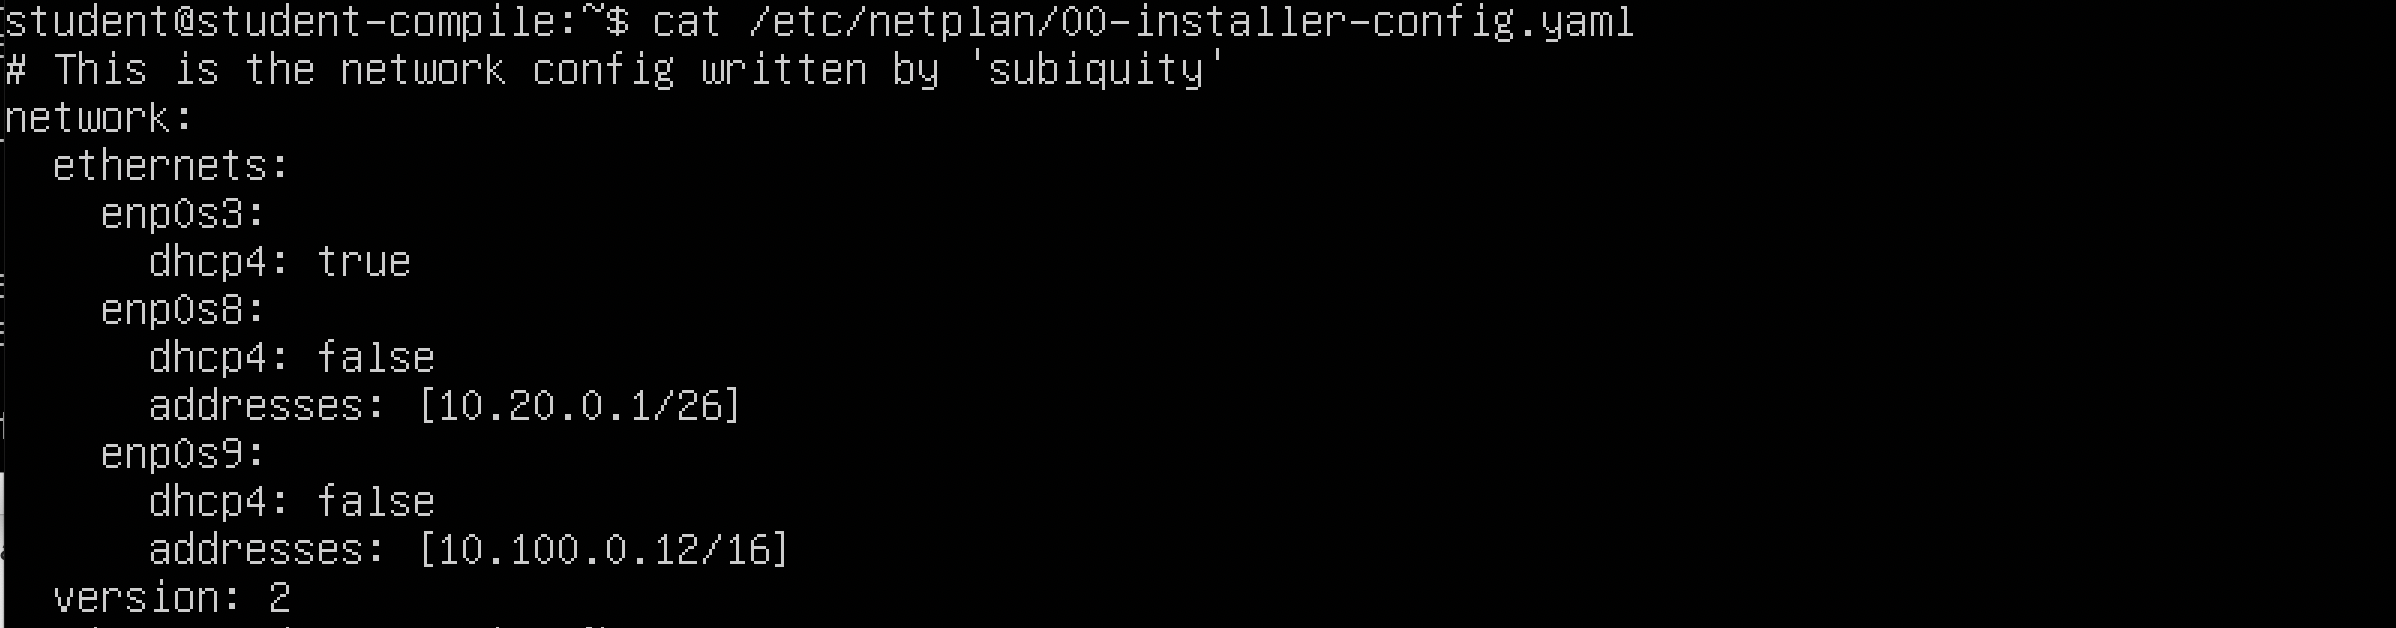 student@student-compile:~$ cat /etc/netplan/00-installer-config.yaml
# This is the network config written by 'subiquity'
network:
  ethernets:
    enp0s3:
      dhcp4: true
    enp0s8:
      dhcp4: false
      addresses: [10.20.0.1/26]
    enp0s9:
      dhcp4: false
      addresses: [10.100.0.12/16]
  version: 2